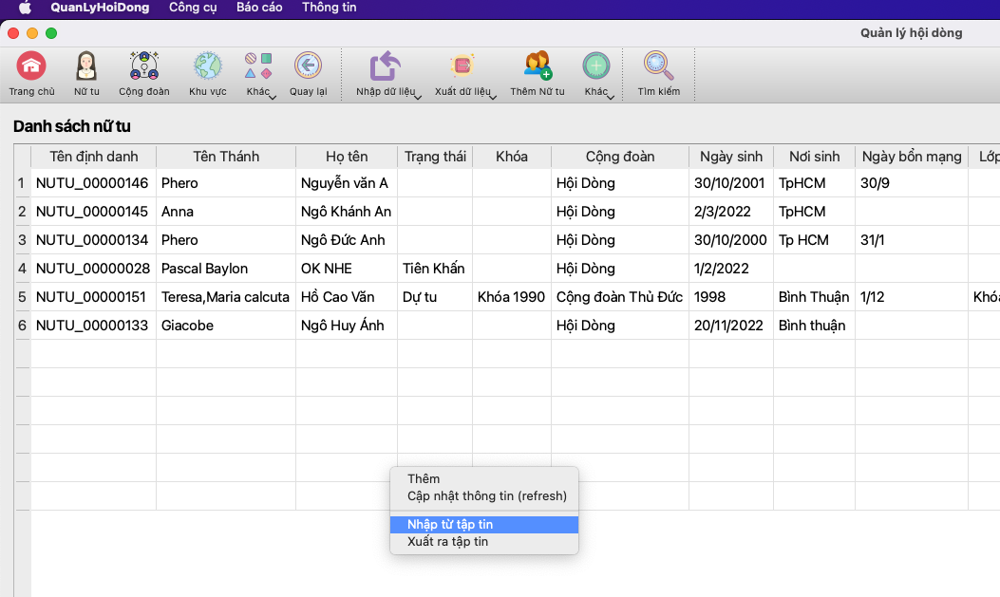 QuanLyHoiDong Công cụ Báo cáo Thông tin
Quản lý hội dòng
Trang chủ Nữ tu Cộng đoàn Khu vực Khác Quay lại Nhập dữ liệu Xuất dữ liệu Thêm Nữ tu Khác Tìm kiếm
Danh sách nữ tu
Tên định danh Tên Thánh Họ tên Trạng thái Khóa Cộng đoàn Ngày sinh Nơi sinh Ngày bổn mạng Lớp
1 NUTU_00000146 Phero Nguyễn văn A Hội Dòng 30/10/2001 TpHCM 30/9
2 NUTU_00000145 Anna Ngô Khánh An Hội Dòng 2/3/2022 TpHCM
3 NUTU_00000134 Phero Ngô Đức Anh Hội Dòng 30/10/2000 Tp HCM 31/1
4 NUTU_00000028 Pascal Baylon OK NHE Tiên Khấn Hội Dòng 1/2/2022
5 NUTU_00000151 Teresa,Maria calcuta Hồ Cao Vãn Dự tu Khóa 1990 Cộng đoàn Thủ Đức 1998 Bình Thuận 1/12 Khóa
6 NUTU_00000133 Giacobe Ngô Huy Ánh Hội Dòng 20/11/2022 Bình thuận
Thêm
Cập nhật thông tin (refresh)
Nhập từ tập tin
Xuất ra tập tin